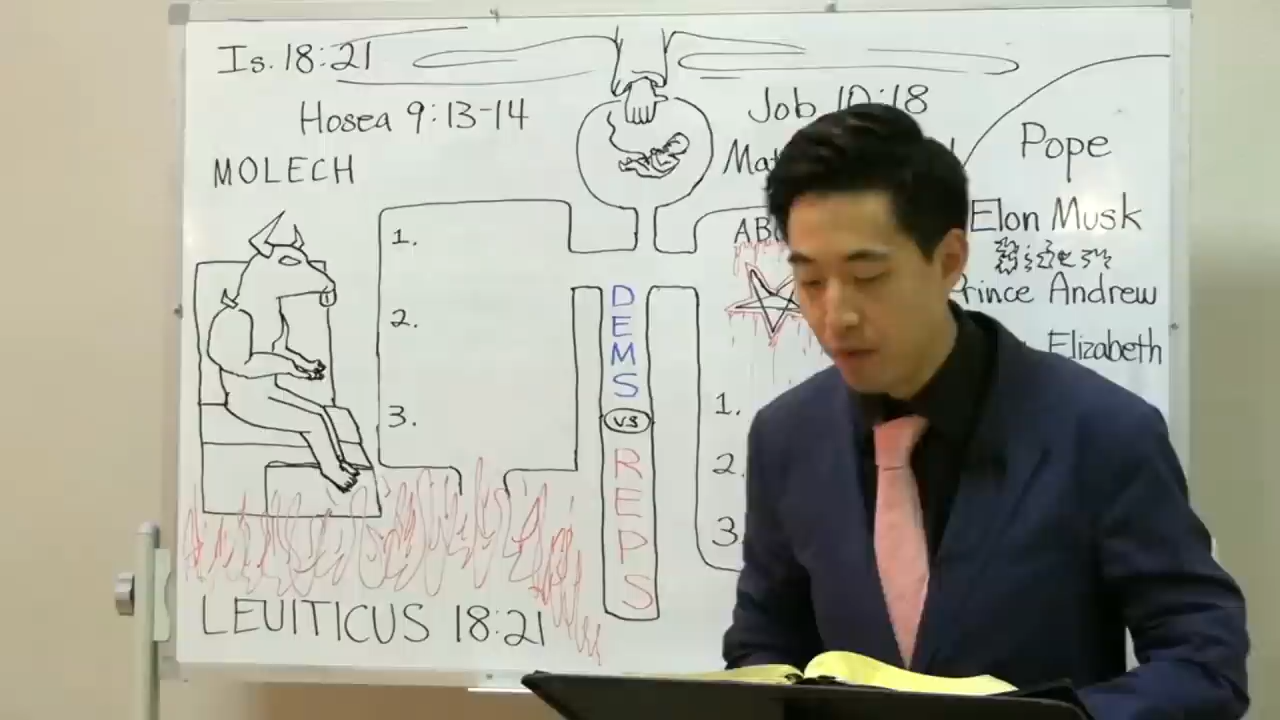 Is. 18:21
Hosea 9:13-14
Job 10:18
MOLECH
Pope
Elon Musk
Prince Andrew
Elizabeth
1.
2.
3.
DEMS
VS
REPS
1.
2.
3.
LEVITICUS 18:21